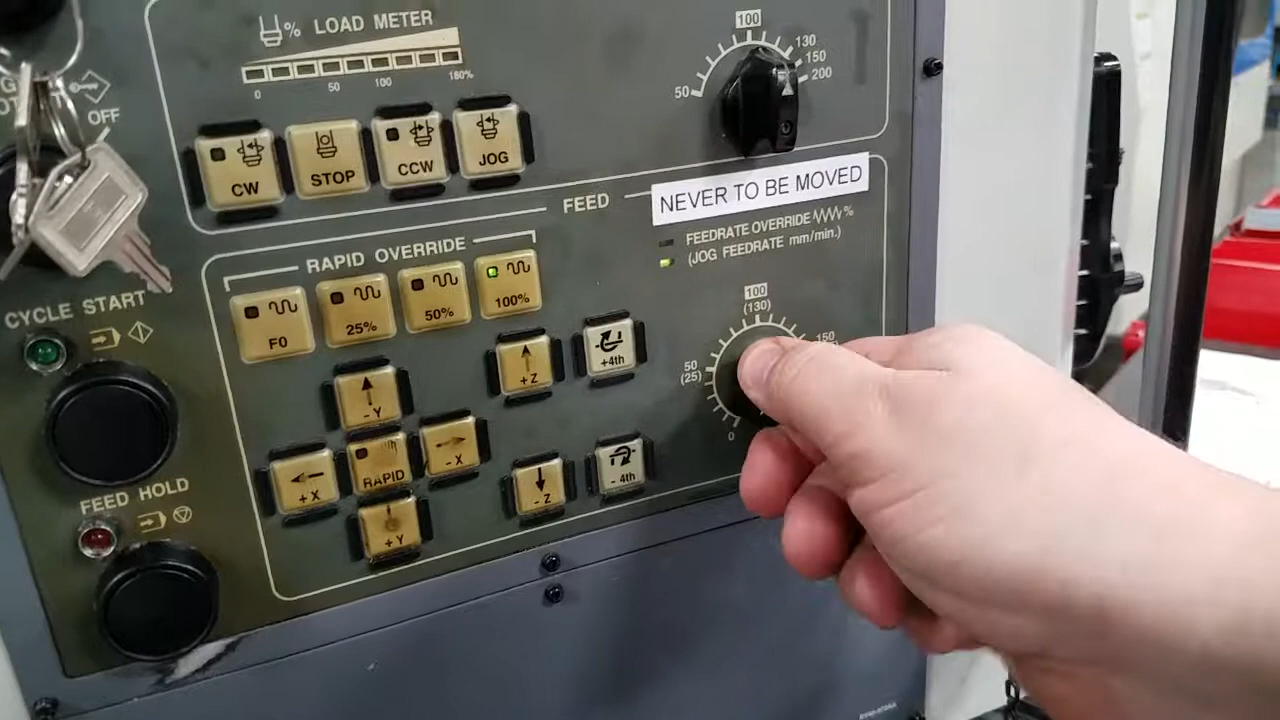 % LOAD METER
0 50 100 180%
OFF
CW
STOP
CCW
JOG
50 100 130 150 200
FEED
NEVER TO BE MOVED
FEEDRATE OVERRIDE %
(JOG FEEDRATE mm/min.)
RAPID OVERRIDE
F0
25%
50%
100%
CYCLE START
+Z
+4th
-Y
+X
RAPID
-X
+Y
-Z
-4th
0
50
(25)
100
(130)
150
FEED HOLD